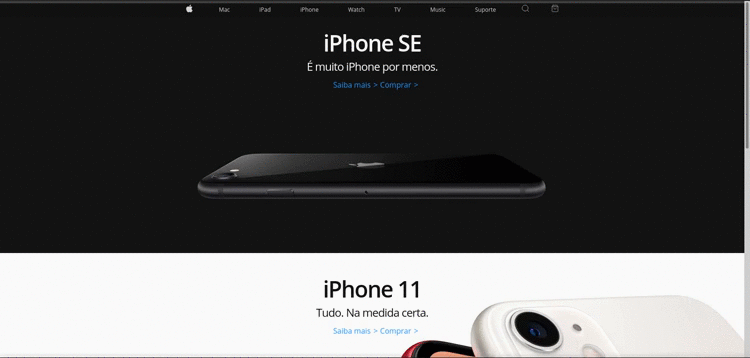 Mac iPad iPhone Watch TV Music Suporte
iPhone SE
É muito iPhone por menos.
Saiba mais > Comprar >
iPhone 11
Tudo. Na medida certa.
Saiba mais > Comprar >